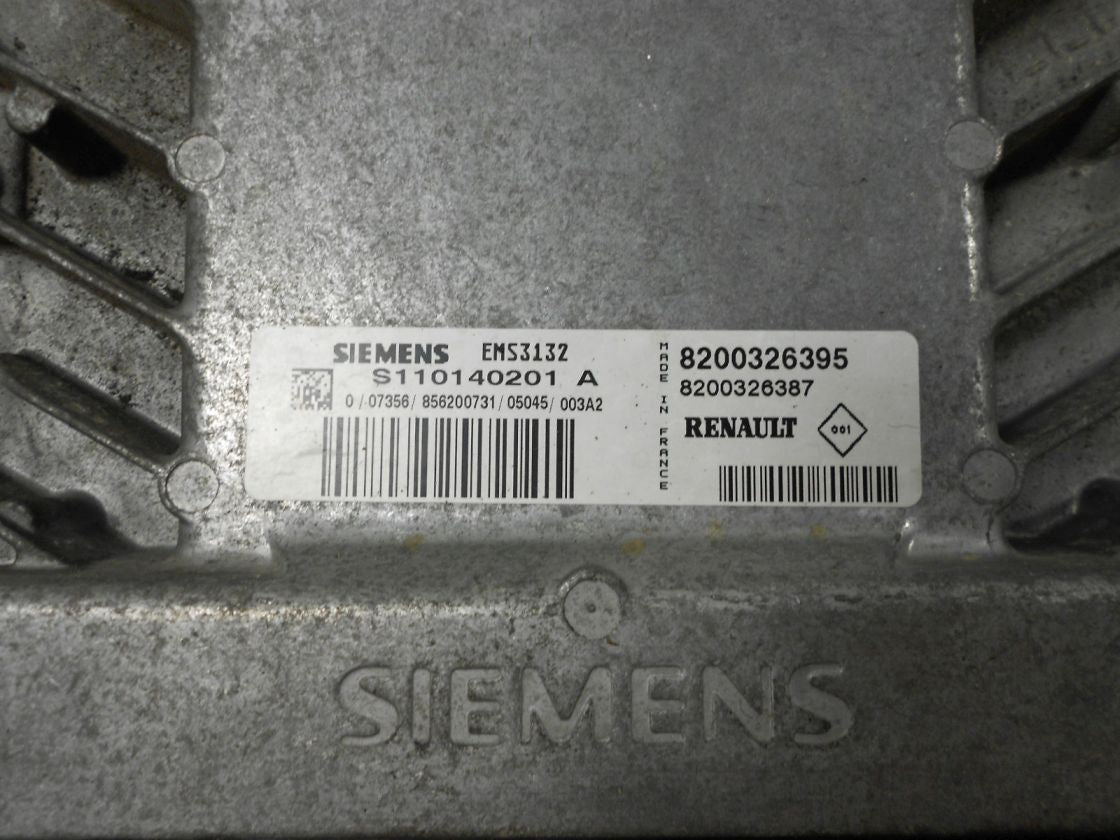 SIEMENS EMS3132
S110140201 A
0/07356/856200731/05045/003A2
MADE IN FRANCE
8200326395
8200326387
RENAULT 001
SIEMENS